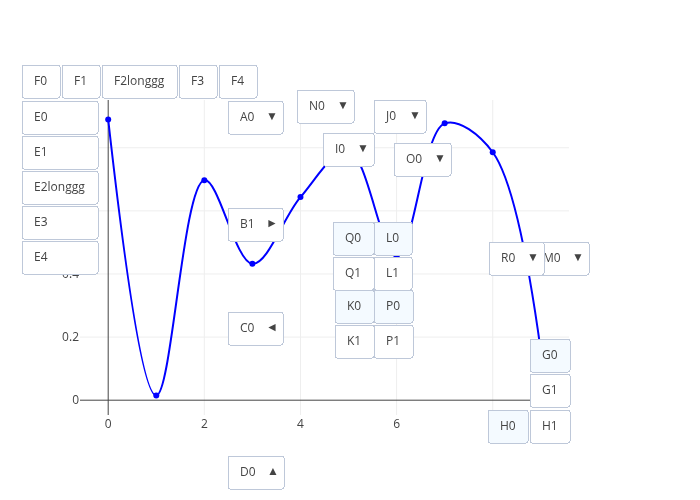 F0 F1 F2longgg F3 F4
N0 ▼
E0 A0 ▼ J0 ▼
E1 I0 ▼ O0 ▼
E2longgg
E3 B1 ►
Q0 L0
E4 R0 ▼ M0 ▼
Q1 L1
K0 P0
C0 ◄
0.2 K1 P1
G0
G1
0
0 2 4 6 H0 H1
D0 ▲